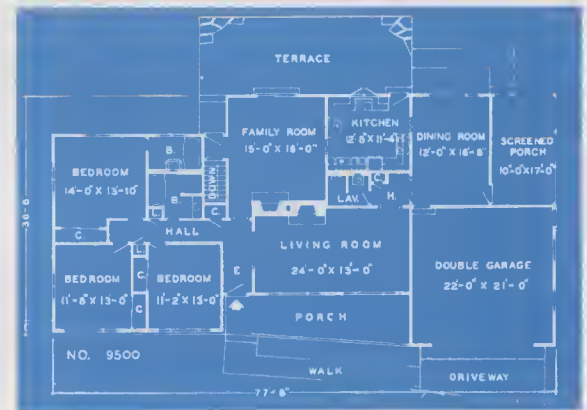 TERRACE
FAMILY ROOM
15'-0" X 16'-0"
KITCHEN
12'-8" X 11'-4"
DINING ROOM
12'-0" X 16'-8"
SCREENED
PORCH
10'-0" X 17'-0"
B.
BEDROOM
14'-0" X 13'-10"
B.
DOWN
L.
C.
C.
LAV.
C.
H.
HALL
LIVING ROOM
24'-0" X 13'-0"
DOUBLE GARAGE
22'-0" X 21'-0"
L.
C.
C.
BEDROOM
11'-8" X 13'-0"
BEDROOM
11'-2" X 13'-0"
E.
PORCH
NO. 9500
WALK
DRIVEWAY
77'-8"